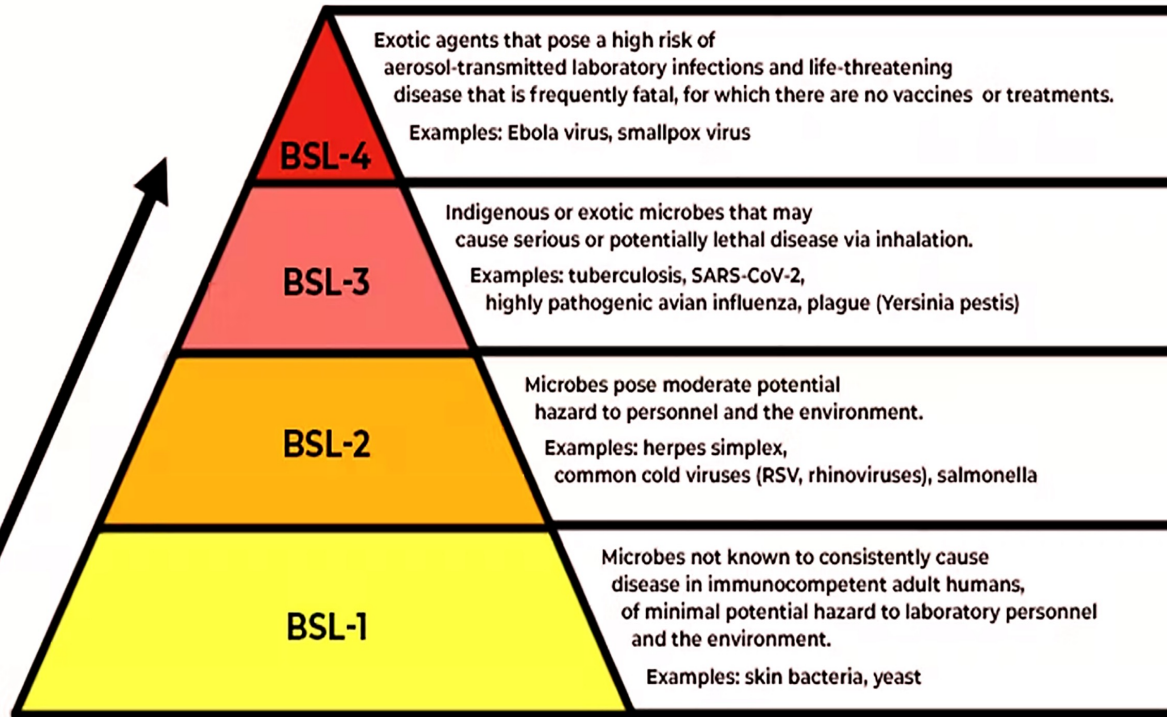 Exotic agents that pose a high risk of
aerosol-transmitted laboratory infections and life-threatening
disease that is frequently fatal, for which there are no vaccines or treatments.
Examples: Ebola virus, smallpox virus
BSL-4
Indigenous or exotic microbes that may
cause serious or potentially lethal disease via inhalation.
Examples: tuberculosis, SARS-CoV-2,
highly pathogenic avian influenza, plague (Yersinia pestis)
BSL-3
Microbes pose moderate potential
hazard to personnel and the environment.
Examples: herpes simplex,
common cold viruses (RSV, rhinoviruses), salmonella
BSL-2
Microbes not known to consistently cause
disease in immunocompetent adult humans,
of minimal potential hazard to laboratory personnel
and the environment.
Examples: skin bacteria, yeast
BSL-1